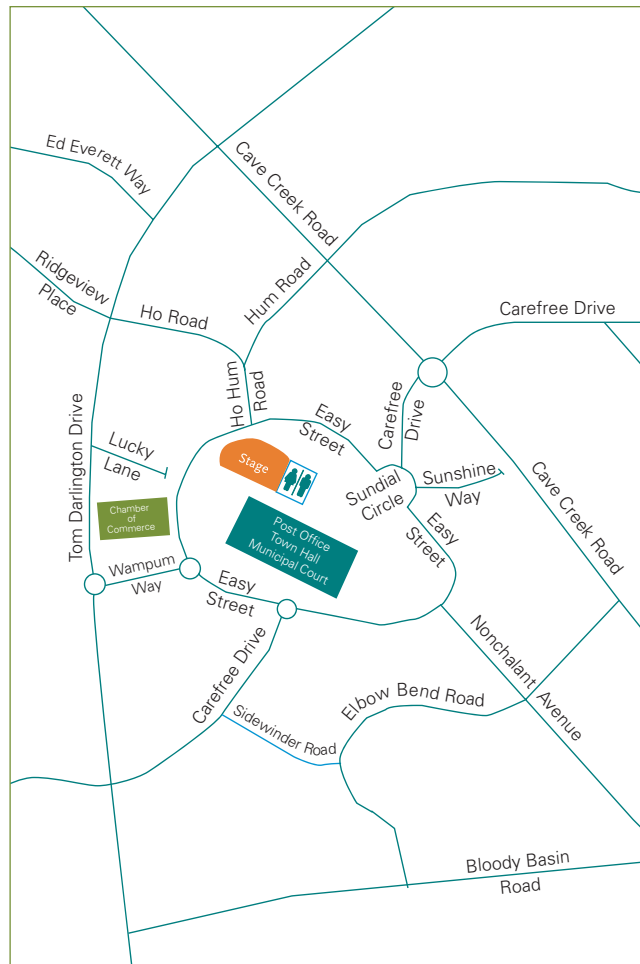 Ed Everett Way
Cave Creek Road
Ridgeview
Place
Ho Road
Hum Road
Carefree Drive
Ho Hum
Road
Easy
Street
Carefree
Drive
Tom Darlington Drive
Lucky
Lane
Stage
Sundial
Circle
Sunshine
Way
Cave Creek Road
Chamber
of
Commerce
Post Office
Town Hall
Municipal Court
Easy
Street
Wampum
Way
Easy
Street
Carefree Drive
Nonchalant Avenue
Elbow Bend Road
Sidewinder Road
Bloody Basin
Road